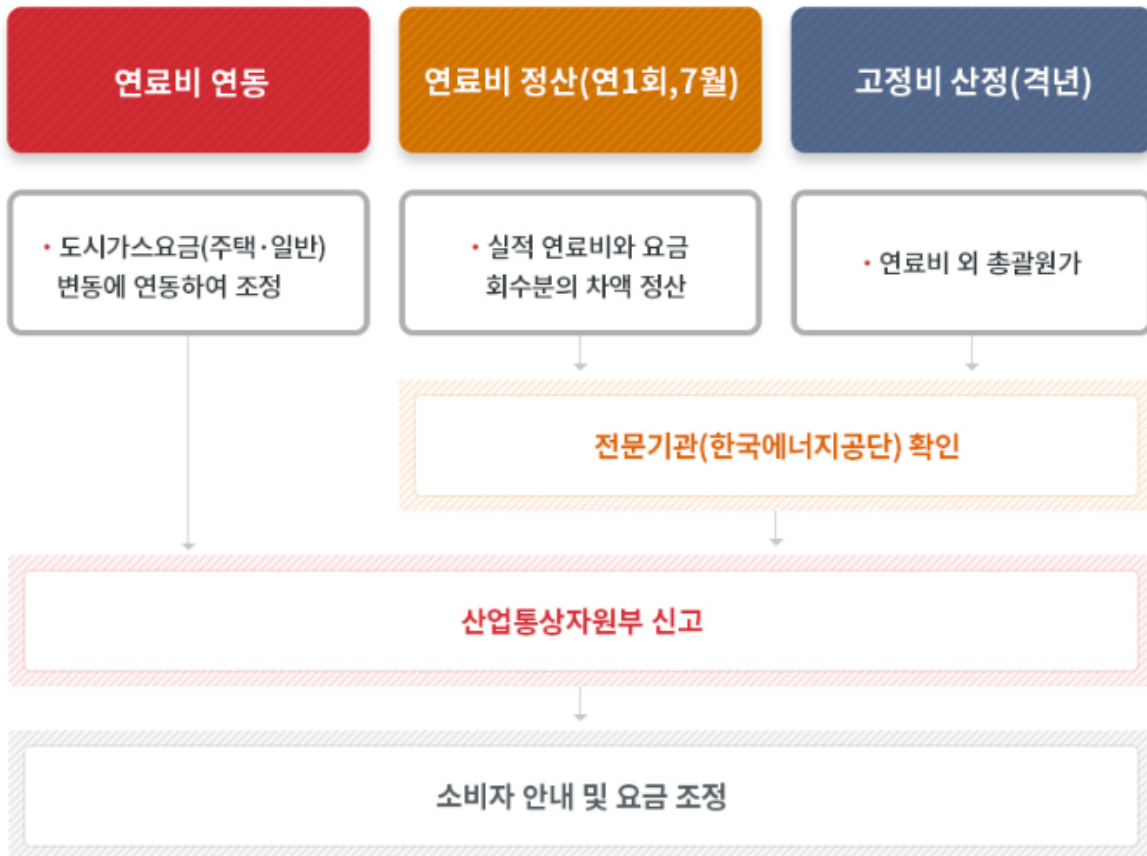 연료비 연동
연료비 정산(연1회,7월)
고정비 산정(격년)
• 도시가스요금(주택·일반)
변동에 연동하여 조정
• 실적 연료비와 요금
회수분의 차액 정산
• 연료비 외 총괄원가
전문기관(한국에너지공단) 확인
산업통상자원부 신고
소비자 안내 및 요금 조정